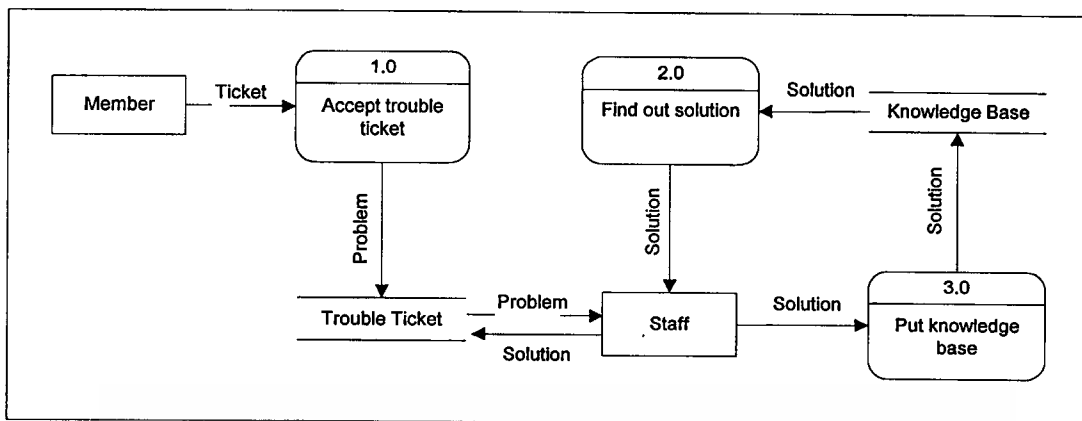 Member
Ticket
1.0
Accept trouble
ticket
2.0
Find out solution
Solution
Knowledge Base
Problem
Solution
Solution
Trouble Ticket
Problem
Solution
Staff
Solution
3.0
Put knowledge
base